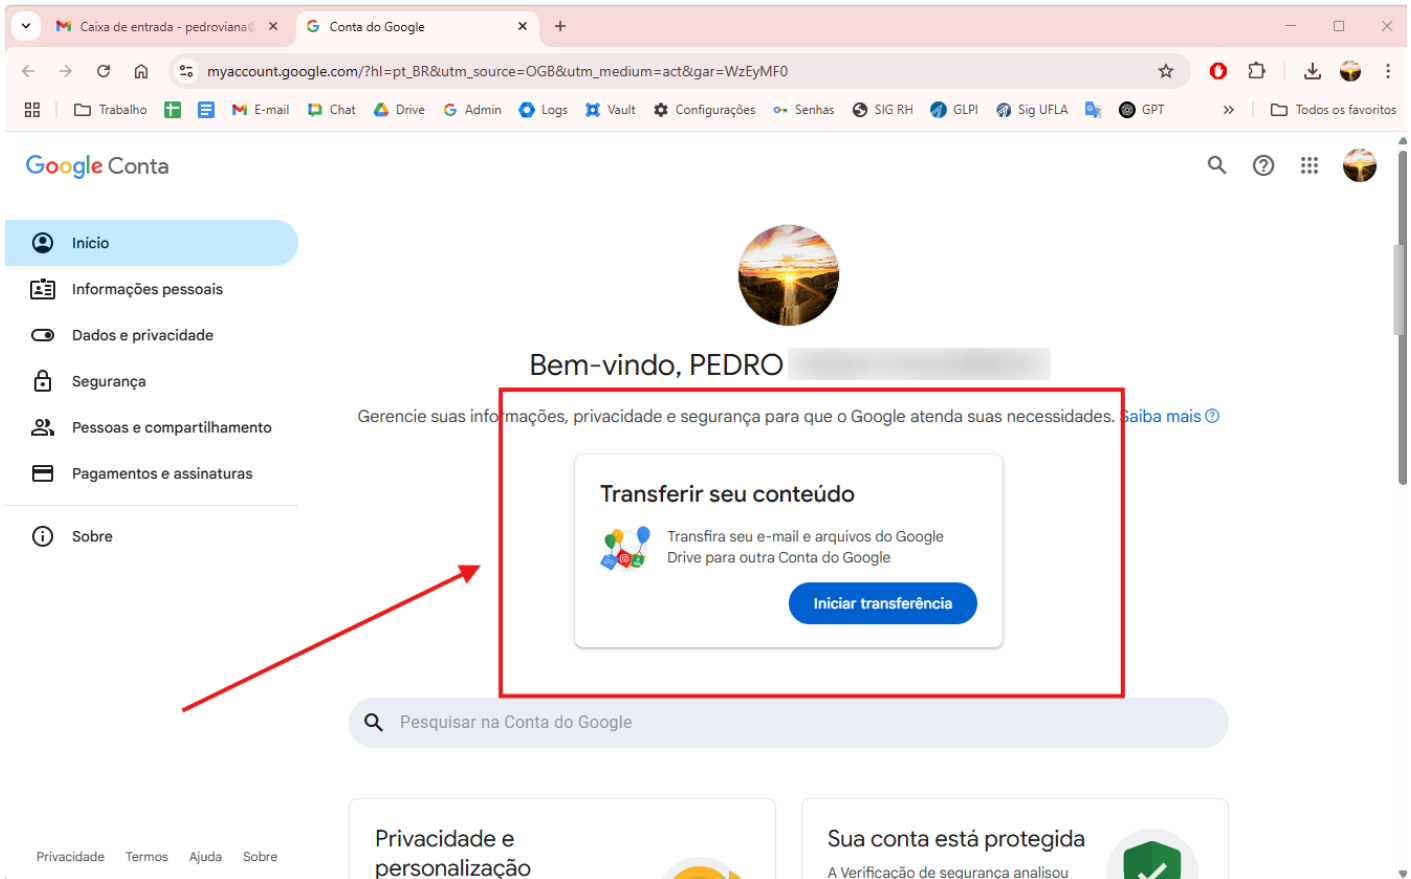 Caixa de entrada - pedroviana@
Conta do Google
myaccount.google.com/?hl=pt_BR&utm_source=OGB&utm_medium=act&gar=WzEyMF0
Trabalho E-mail Chat Drive Admin Logs Vault Configurações Senhas SIG RH GLPI Sig UFLA GPT » Todos os favoritos
Google Conta
Início
Informações pessoais
Dados e privacidade
Segurança
Pessoas e compartilhamento
Pagamentos e assinaturas
Sobre
Bem-vindo, PEDRO
Gerencie suas informações, privacidade e segurança para que o Google atenda suas necessidades. Saiba mais
Transferir seu conteúdo
Transfira seu e-mail e arquivos do Google
Drive para outra Conta do Google
Iniciar transferência
Pesquisar na Conta do Google
Privacidade e
personalização
Sua conta está protegida
A Verificação de segurança analisou
Privacidade Termos Ajuda Sobre